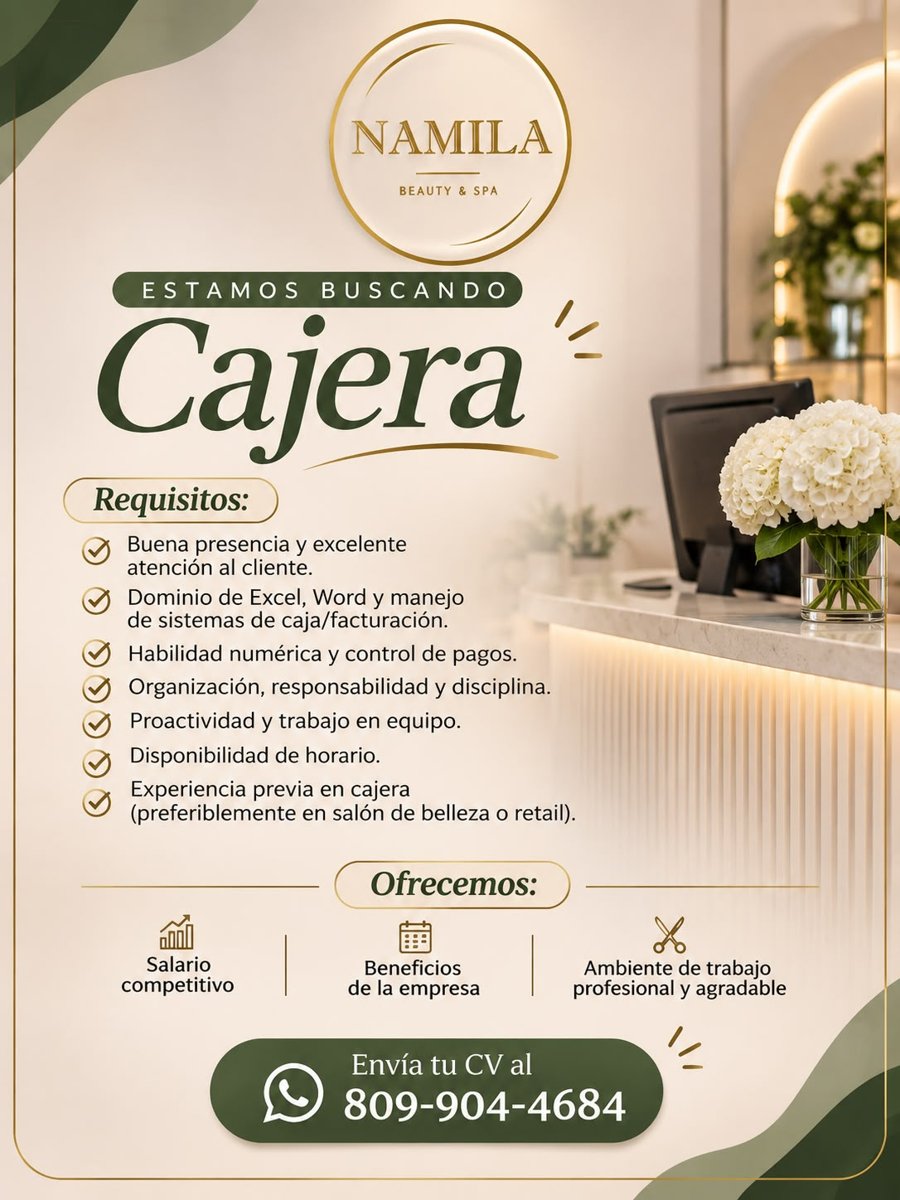 NAMILA
BEAUTY & SPA
ESTAMOS BUSCANDO
Cajera
Requisitos:
Buena presencia y excelente
atención al cliente.
Dominio de Excel, Word y manejo
de sistemas de caja/facturación.
Habilidad numérica y control de pagos.
Organización, responsabilidad y disciplina.
Proactividad y trabajo en equipo.
Disponibilidad de horario.
Experiencia previa en cajera
(preferiblemente en salón de belleza o retail).
Ofrecemos:
Salario
competitivo
Beneficios
de la empresa
Ambiente de trabajo
profesional y agradable
Envía tu CV al
809-904-4684